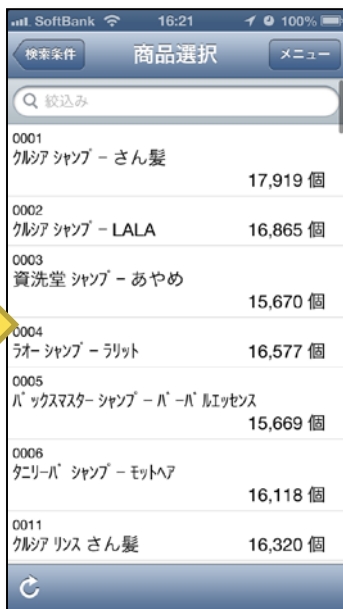 SoftBank 16:21 100%
検索条件 商品選択 メニュー
絞込み
0001
ｸﾙｼｱ ｼｬﾝﾌﾟｰ さん髪
17,919 個
0002
ｸﾙｼｱ ｼｬﾝﾌﾟｰ LALA 16,865 個
0003
資洗堂 ｼｬﾝﾌﾟｰ あやめ
15,670 個
0004
ﾗｵｰ ｼｬﾝﾌﾟｰ ﾗﾘｯﾄ 16,577 個
0005
ﾊﾟｯｸｽﾏｽﾀｰ ｼｬﾝﾌﾟｰ ﾊﾟｰﾊﾟﾙｴｯｾﾝｽ
15,669 個
0006
ﾀﾆﾘｰﾊﾞ ｼｬﾝﾌﾟｰ ﾓｯﾄﾍｱ
16,118 個
0011
ｸﾙｼｱ ﾘﾝｽ さん髪 16,320 個